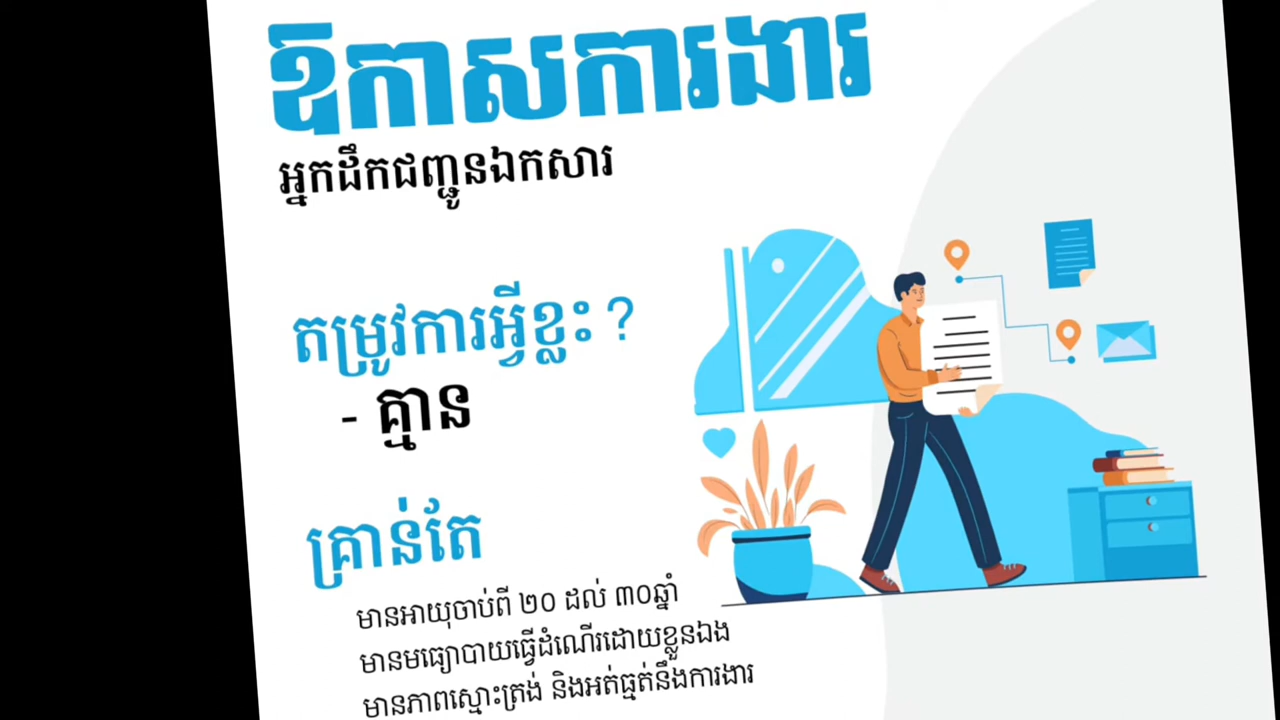 ឱកាសការងារ
អ្នកដឹកជញ្ជូនឯកសារ
តម្រូវការអ្វីខ្លះ ?
- គ្មាន
គ្រាន់តែ
មានអាយុចាប់ពី ២០ ដល់ ៣០ឆ្នាំ
មានមធ្យោបាយធ្វើដំណើរដោយខ្លួនឯង
មានភាពស្មោះត្រង់ និងអត់ធ្មត់នឹងការងារ